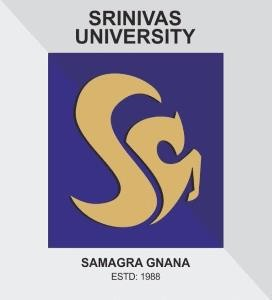 SRINIVAS
UNIVERSITY
SAMAGRA GNANA
ESTD: 1988